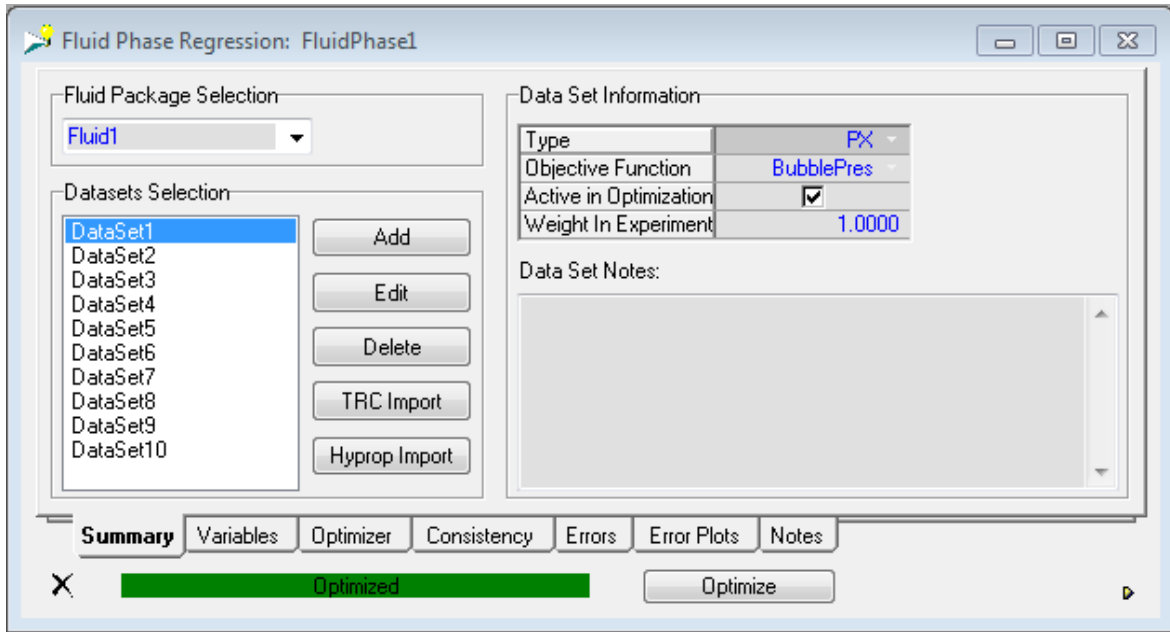 Fluid Phase Regression: FluidPhase1
Fluid Package Selection
Fluid1
Datasets Selection
DataSet1
DataSet2
DataSet3
DataSet4
DataSet5
DataSet6
DataSet7
DataSet8
DataSet9
DataSet10
Add
Edit
Delete
TRC Import
Hyprop Import
Data Set Information
Type PX
Objective Function BubblePres
Active in Optimization
Weight In Experiment 1.0000
Data Set Notes:
Summary Variables Optimizer Consistency Errors Error Plots Notes
Optimized Optimize